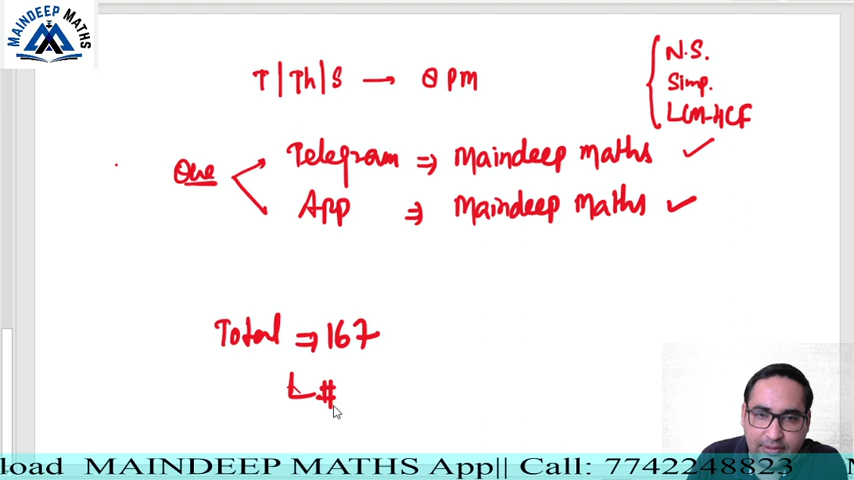 MAINDEEP MATHS
T | Th | S → 8 PM
N.S.
Simp.
LCM-HCF
Que
Telegram ⇒ Maindeep maths ✓
App ⇒ Maindeep Maths ✓
Total ⇒ 167
L #
load MAINDEEP MATHS App|| Call: 7742248823